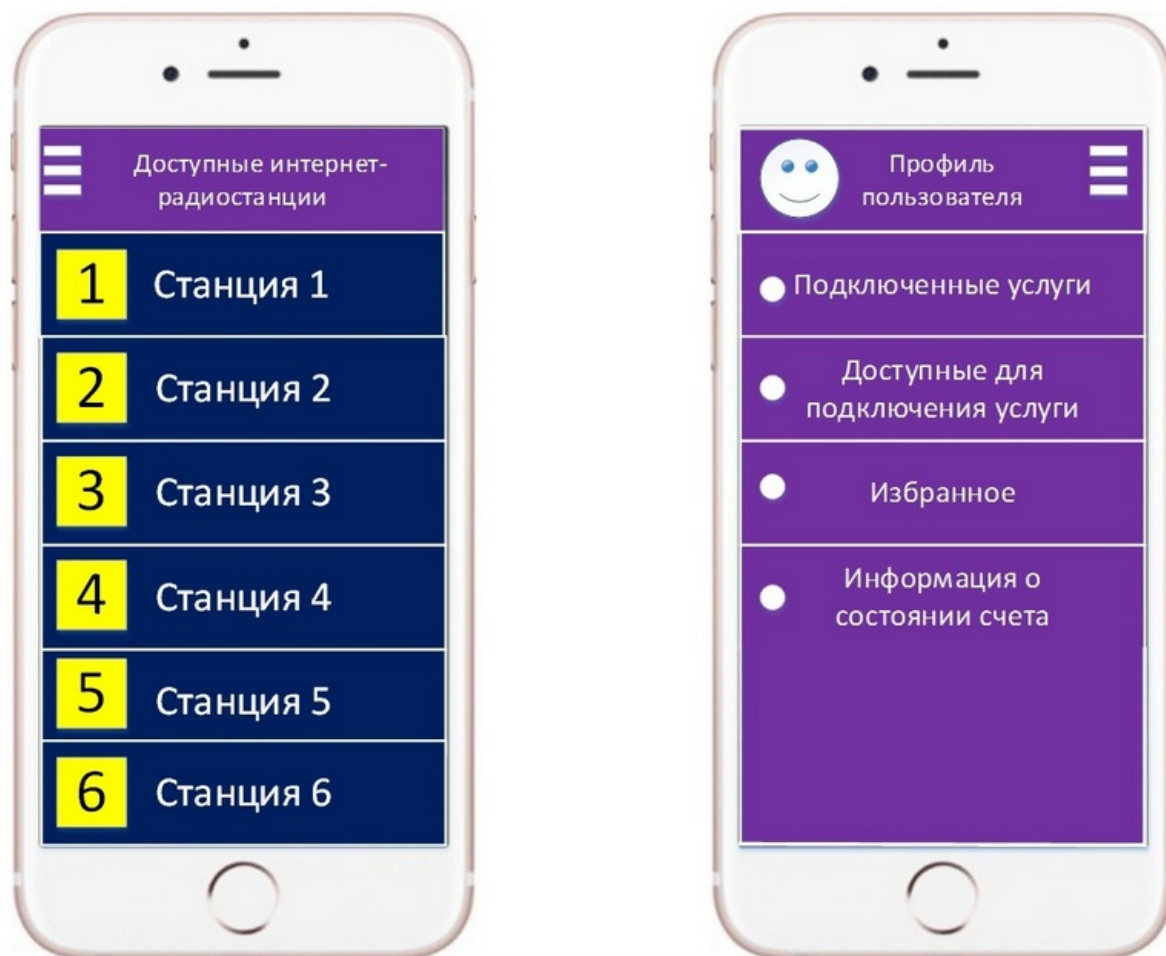 Доступные интернет-
радиостанции
1 Станция 1
2 Станция 2
3 Станция 3
4 Станция 4
5 Станция 5
6 Станция 6
Профиль
пользователя
Подключенные услуги
Доступные для
подключения услуги
Избранное
Информация о
состоянии счета